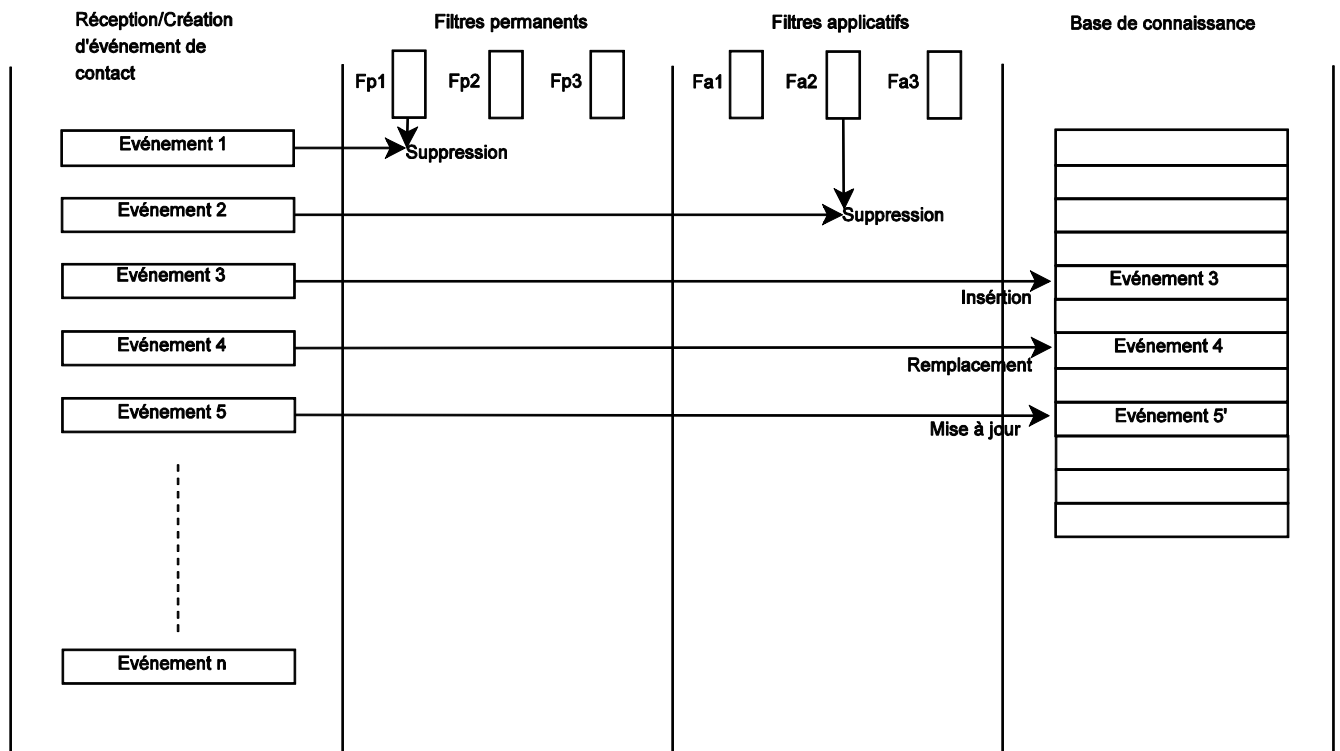 Réception/Création
d'événement de
contact
Filtres permanents
Filtres applicatifs
Base de connaissance
Fp1
Fp2
Fp3
Fa1
Fa2
Fa3
Evénement 1
Suppression
Evénement 2
Suppression
Evénement 3
Insértion
Evénement 3
Evénement 4
Remplacement
Evénement 4
Evénement 5
Mise à jour
Evénement 5'
Evénement n